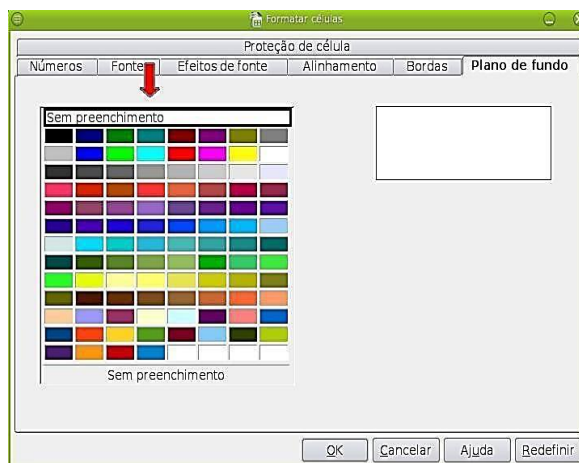 Formatar células
Proteção de célula
Números Fonte Efeitos de fonte Alinhamento Bordas Plano de fundo
Sem preenchimento
Sem preenchimento
OK Cancelar Ajuda Redefinir